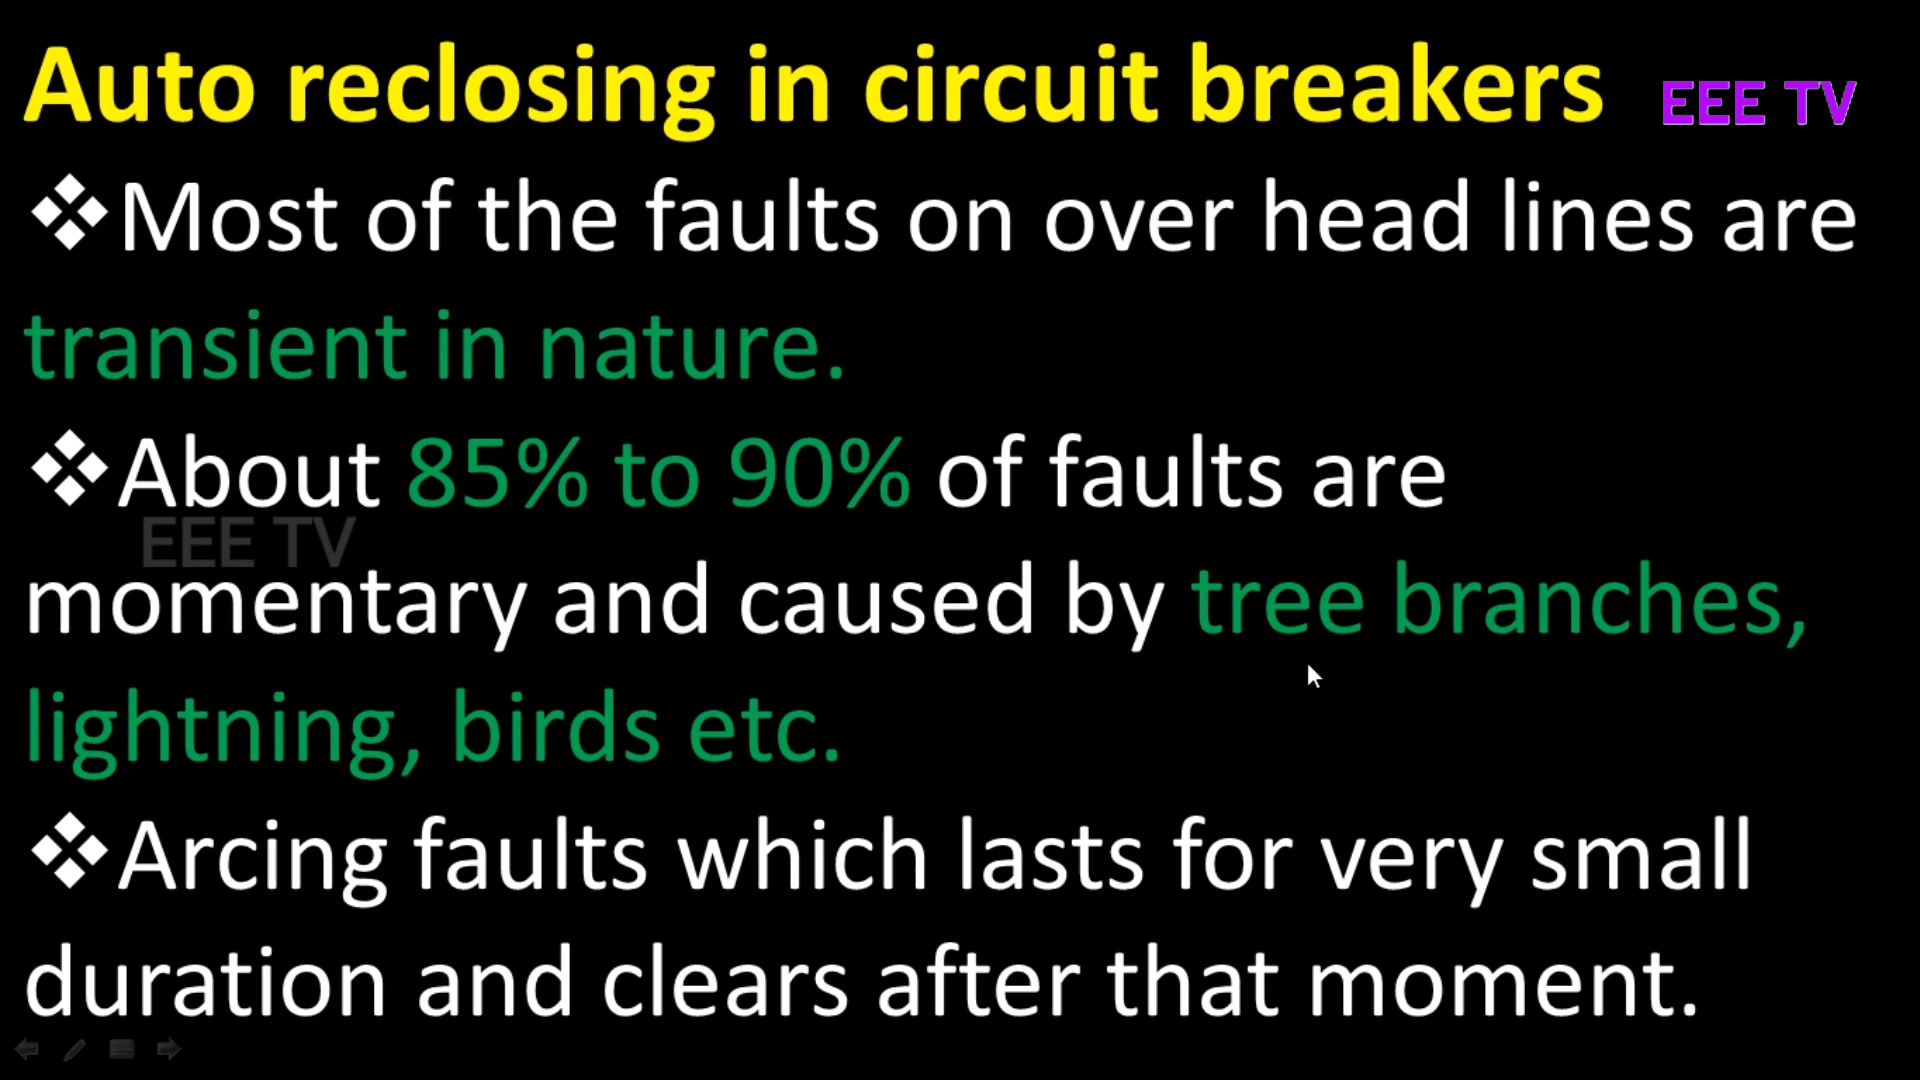 Auto reclosing in circuit breakers EEE TV
❖Most of the faults on over head lines are
transient in nature.
❖About 85% to 90% of faults are
EEE TV
momentary and caused by tree branches,
lightning, birds etc.
❖Arcing faults which lasts for very small
duration and clears after that moment.